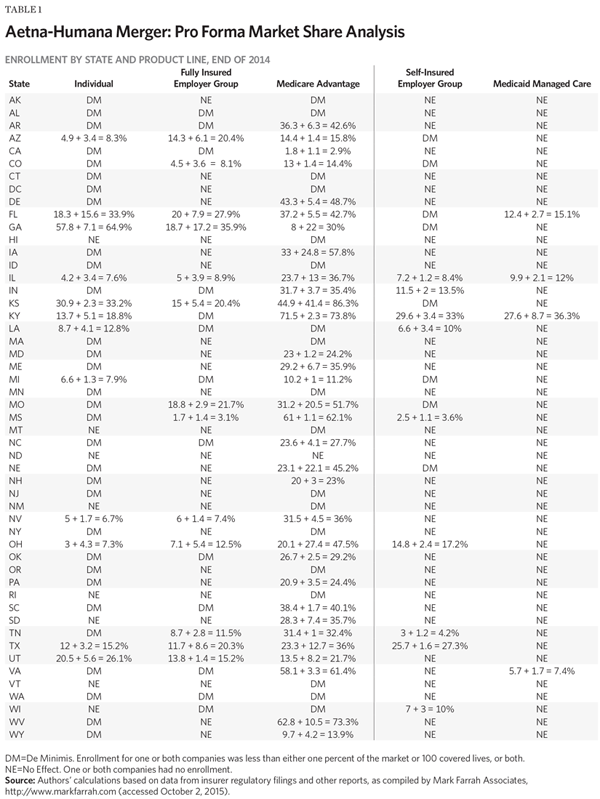 TABLE 1
Aetna-Humana Merger: Pro Forma Market Share Analysis
ENROLLMENT BY STATE AND PRODUCT LINE, END OF 2014
State Individual Fully Insured Employer Group Medicare Advantage Self-Insured Employer Group Medicaid Managed Care
AK DM NE DM NE NE
AL DM DM DM NE NE
AR DM DM 36.3 + 6.3 = 42.6% NE NE
AZ 4.9 + 3.4 = 8.3% 14.3 + 6.1 = 20.4% 14.4 + 1.4 = 15.8% DM NE
CA DM DM 1.8 + 1.1 = 2.9% NE NE
CO DM 4.5 + 3.6 = 8.1% 13 + 1.4 = 14.4% DM NE
CT DM NE DM NE NE
DC DM NE DM NE NE
DE DM NE 43.3 + 5.4 = 48.7% NE NE
FL 18.3 + 15.6 = 33.9% 20 + 7.9 = 27.9% 37.2 + 5.5 = 42.7% DM 12.4 + 2.7 = 15.1%
GA 57.8 + 7.1 = 64.9% 18.7 + 17.2 = 35.9% 8 + 22 = 30% DM NE
HI NE NE DM NE NE
IA DM NE 33 + 24.8 = 57.8% NE NE
ID DM NE DM NE NE
IL 4.2 + 3.4 = 7.6% 5 + 3.9 = 8.9% 23.7 + 13 = 36.7% 7.2 + 1.2 = 8.4% 9.9 + 2.1 = 12%
IN DM DM 31.7 + 3.7 = 35.4% 11.5 + 2 = 13.5% NE
KS 30.9 + 2.3 = 33.2% 15 + 5.4 = 20.4% 44.9 + 41.4 = 86.3% DM NE
KY 13.7 + 5.1 = 18.8% DM 71.5 + 2.3 = 73.8% 29.6 + 3.4 = 33% 27.6 + 8.7 = 36.3%
LA 8.7 + 4.1 = 12.8% DM DM 6.6 + 3.4 = 10% NE
MA DM NE DM NE NE
MD DM NE 23 + 1.2 = 24.2% NE NE
ME DM NE 29.2 + 6.7 = 35.9% NE NE
MI 6.6 + 1.3 = 7.9% DM 10.2 + 1 = 11.2% DM NE
MN DM NE DM NE NE
MO DM 18.8 + 2.9 = 21.7% 31.2 + 20.5 = 51.7% DM NE
MS DM 1.7 + 1.4 = 3.1% 61 + 1.1 = 62.1% 2.5 + 1.1 = 3.6% NE
MT NE NE DM NE NE
NC DM DM 23.6 + 4.1 = 27.7% NE NE
ND NE NE NE NE NE
NE DM NE 23.1 + 22.1 = 45.2% DM NE
NH DM NE 20 + 3 = 23% NE NE
NJ DM NE DM NE NE
NM NE NE DM NE NE
NV 5 + 1.7 = 6.7% 6 + 1.4 = 7.4% 31.5 + 4.5 = 36% NE NE
NY DM NE DM NE NE
OH 3 + 4.3 = 7.3% 7.1 + 5.4 = 12.5% 20.1 + 27.4 = 47.5% 14.8 + 2.4 = 17.2% NE
OK DM DM 26.7 + 2.5 = 29.2% NE NE
OR DM NE DM NE NE
PA DM NE 20.9 + 3.5 = 24.4% NE NE
RI NE NE DM NE NE
SC DM DM 38.4 + 1.7 = 40.1% NE NE
SD NE NE 28.3 + 7.4 = 35.7% NE NE
TN DM 8.7 + 2.8 = 11.5% 31.4 + 1 = 32.4% 3 + 1.2 = 4.2% NE
TX 12 + 3.2 = 15.2% 11.7 + 8.6 = 20.3% 23.3 + 12.7 = 36% 25.7 + 1.6 = 27.3% NE
UT 20.5 + 5.6 = 26.1% 13.8 + 1.4 = 15.2% 13.5 + 8.2 = 21.7% NE NE
VA DM DM 58.1 + 3.3 = 61.4% NE 5.7 + 1.7 = 7.4%
VT NE NE DM NE NE
WA DM DM DM NE NE
WI NE DM DM 7 + 3 = 10% NE
WV DM NE 62.8 + 10.5 = 73.3% NE NE
WY DM NE 9.7 + 4.2 = 13.9% NE NE
DM=De Minimis. Enrollment for one or both companies was less than either one percent of the market or 100 covered lives, or both.
NE=No Effect. One or both companies had no enrollment.
Source: Authors' calculations based on data from insurer regulatory filings and other reports, as compiled by Mark Farrah Associates,
http://www.markfarrah.com (accessed October 2, 2015).